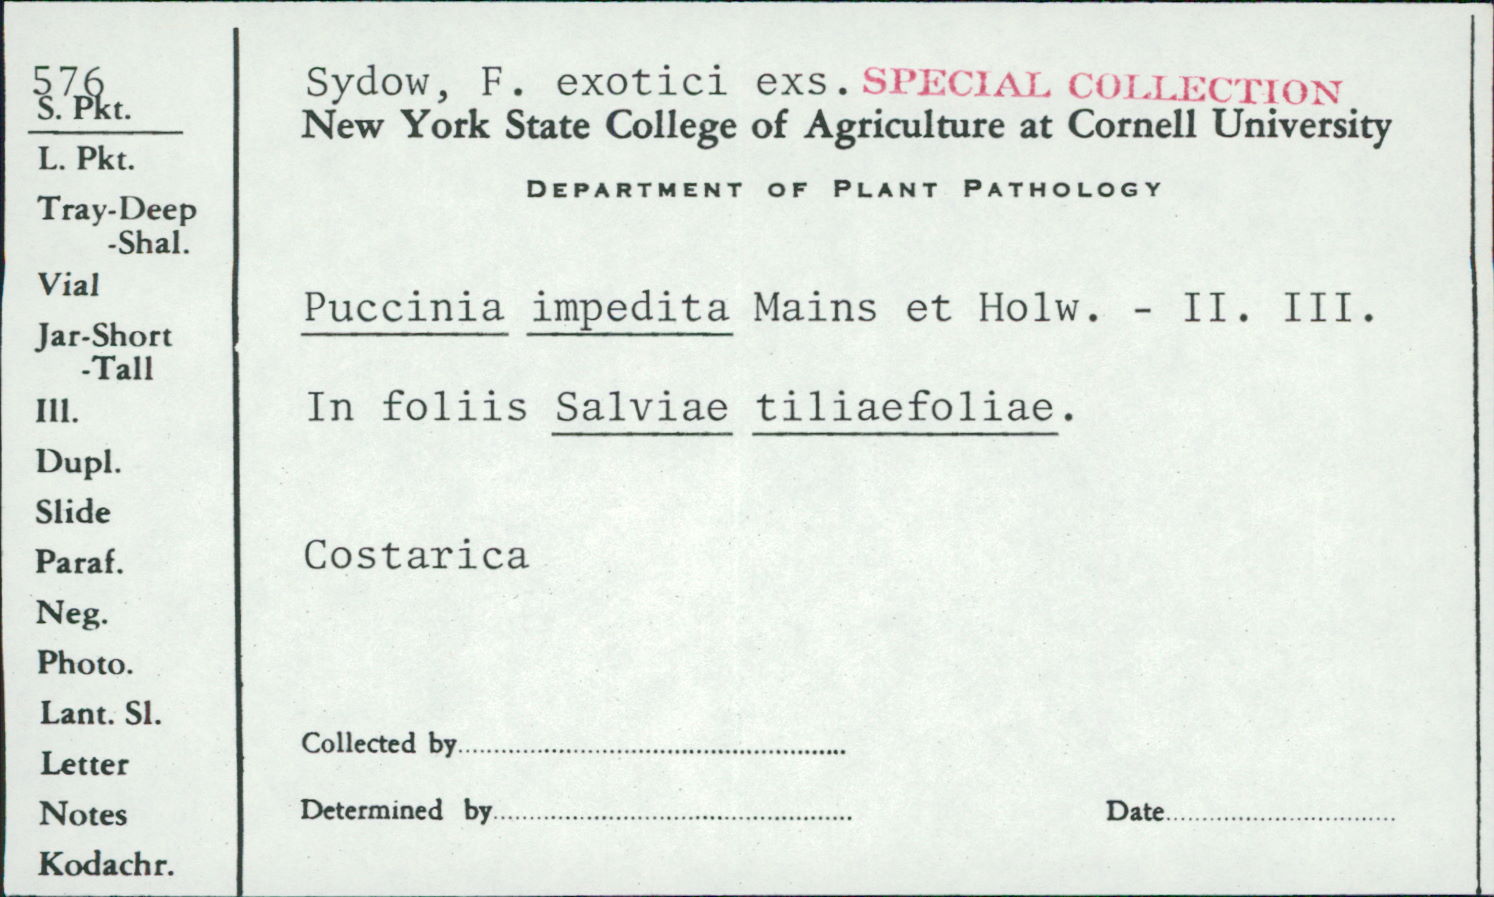 576
S. Pkt.
L. Pkt.
Tray-Deep
-Shal.
Vial
Jar-Short
-Tall
Ill.
Dupl.
Slide
Paraf.
Neg.
Photo.
Lant. Sl.
Letter
Notes
Kodachr.
Sydow, F. exotici exs. SPECIAL COLLECTION
New York State College of Agriculture at Cornell University
DEPARTMENT OF PLANT PATHOLOGY
Puccinia impedita Mains et Holw. - II. III.
In foliis Salviae tiliaefoliae.
Costarica
Collected by
Determined by
Date